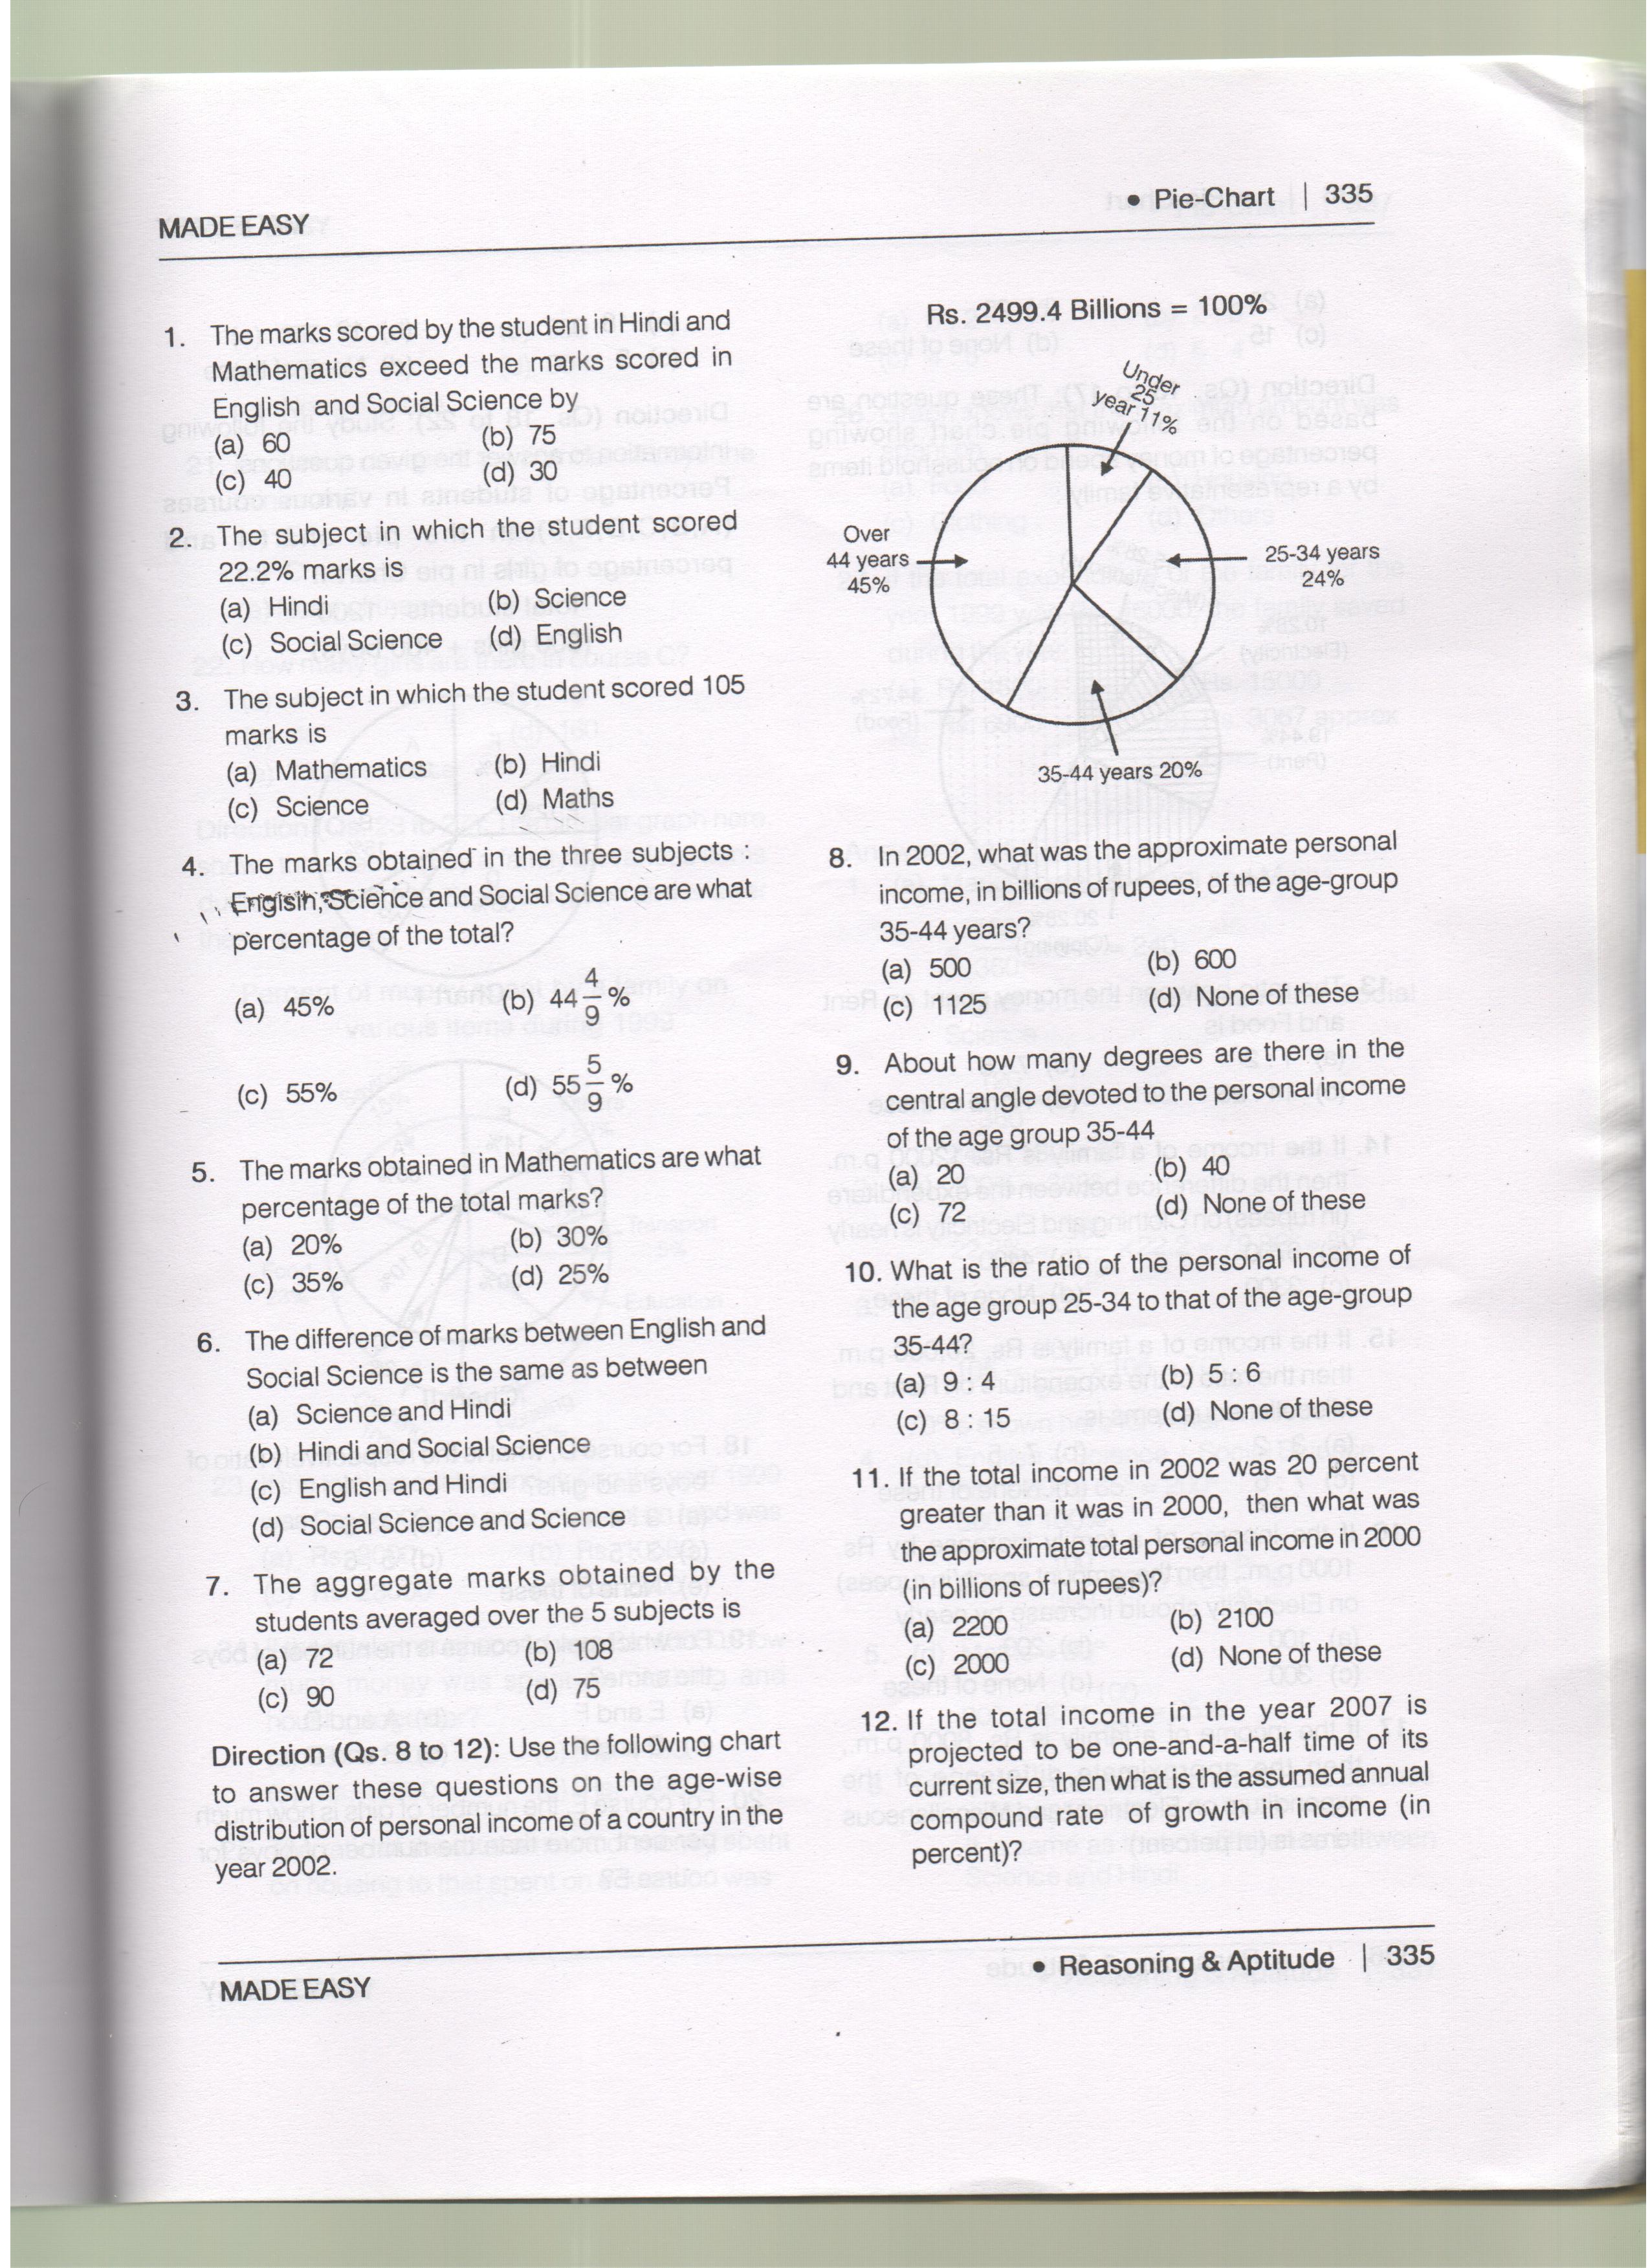 MADE EASY
• Pie-Chart | 335
1. The marks scored by the student in Hindi and
Mathematics exceed the marks scored in
English and Social Science by
(a) 60 (b) 75
(c) 40 (d) 30
2. The subject in which the student scored
22.2% marks is
(a) Hindi (b) Science
(c) Social Science (d) English
3. The subject in which the student scored 105
marks is
(a) Mathematics (b) Hindi
(c) Science (d) Maths
4. The marks obtained in the three subjects :
English, Science and Social Science are what
percentage of the total?
(a) 45% (b) 44 4/9 %
(c) 55% (d) 55 5/9 %
5. The marks obtained in Mathematics are what
percentage of the total marks?
(a) 20% (b) 30%
(c) 35% (d) 25%
6. The difference of marks between English and
Social Science is the same as between
(a) Science and Hindi
(b) Hindi and Social Science
(c) English and Hindi
(d) Social Science and Science
7. The aggregate marks obtained by the
students averaged over the 5 subjects is
(a) 72 (b) 108
(c) 90 (d) 75
Direction (Qs. 8 to 12): Use the following chart
to answer these questions on the age-wise
distribution of personal income of a country in the
year 2002.
Rs. 2499.4 Billions = 100%
Under
25
year 11%
Over
44 years
45%
25-34 years
24%
35-44 years 20%
8. In 2002, what was the approximate personal
income, in billions of rupees, of the age-group
35-44 years?
(a) 500 (b) 600
(c) 1125 (d) None of these
9. About how many degrees are there in the
central angle devoted to the personal income
of the age group 35-44
(a) 20 (b) 40
(c) 72 (d) None of these
10. What is the ratio of the personal income of
the age group 25-34 to that of the age-group
35-44?
(a) 9 : 4 (b) 5 : 6
(c) 8 : 15 (d) None of these
11. If the total income in 2002 was 20 percent
greater than it was in 2000, then what was
the approximate total personal income in 2000
(in billions of rupees)?
(a) 2200 (b) 2100
(c) 2000 (d) None of these
12. If the total income in the year 2007 is
projected to be one-and-a-half time of its
current size, then what is the assumed annual
compound rate of growth in income (in
percent)?
MADE EASY
• Reasoning & Aptitude | 335